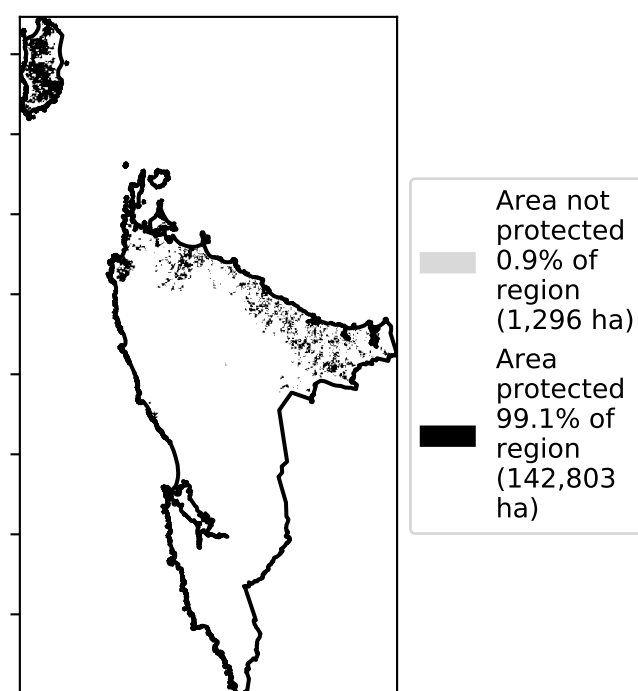 Area not
protected
0.9% of
region
(1,296 ha)
Area
protected
99.1% of
region
(142,803
ha)